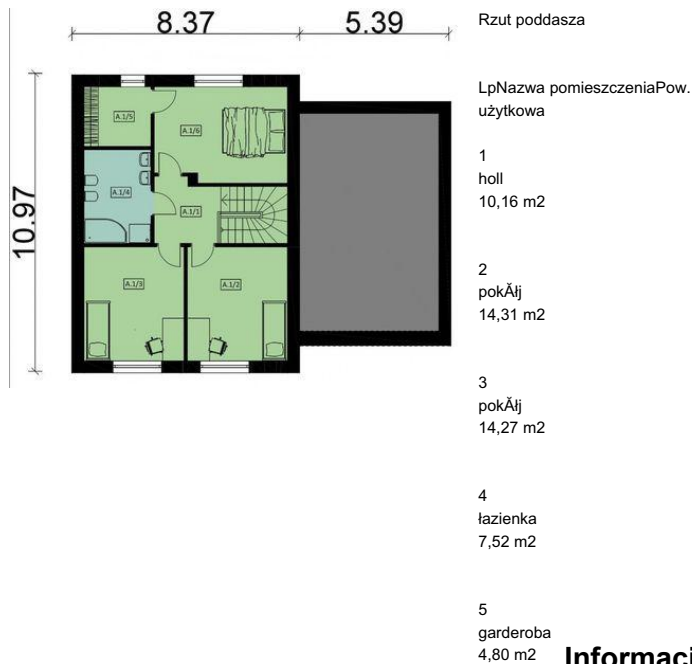 8.37
5.39
10.97
A.1/5
A.1/6
A.1/4
A.1/1
A.1/3
A.1/2
Rzut poddasza
LpNazwa pomieszczeniaPow.
użytkowa
1
holl
10,16 m2
2
pokĂłj
14,31 m2
3
pokĂłj
14,27 m2
4
łazienka
7,52 m2
5
garderoba
4,80 m2
Informacj